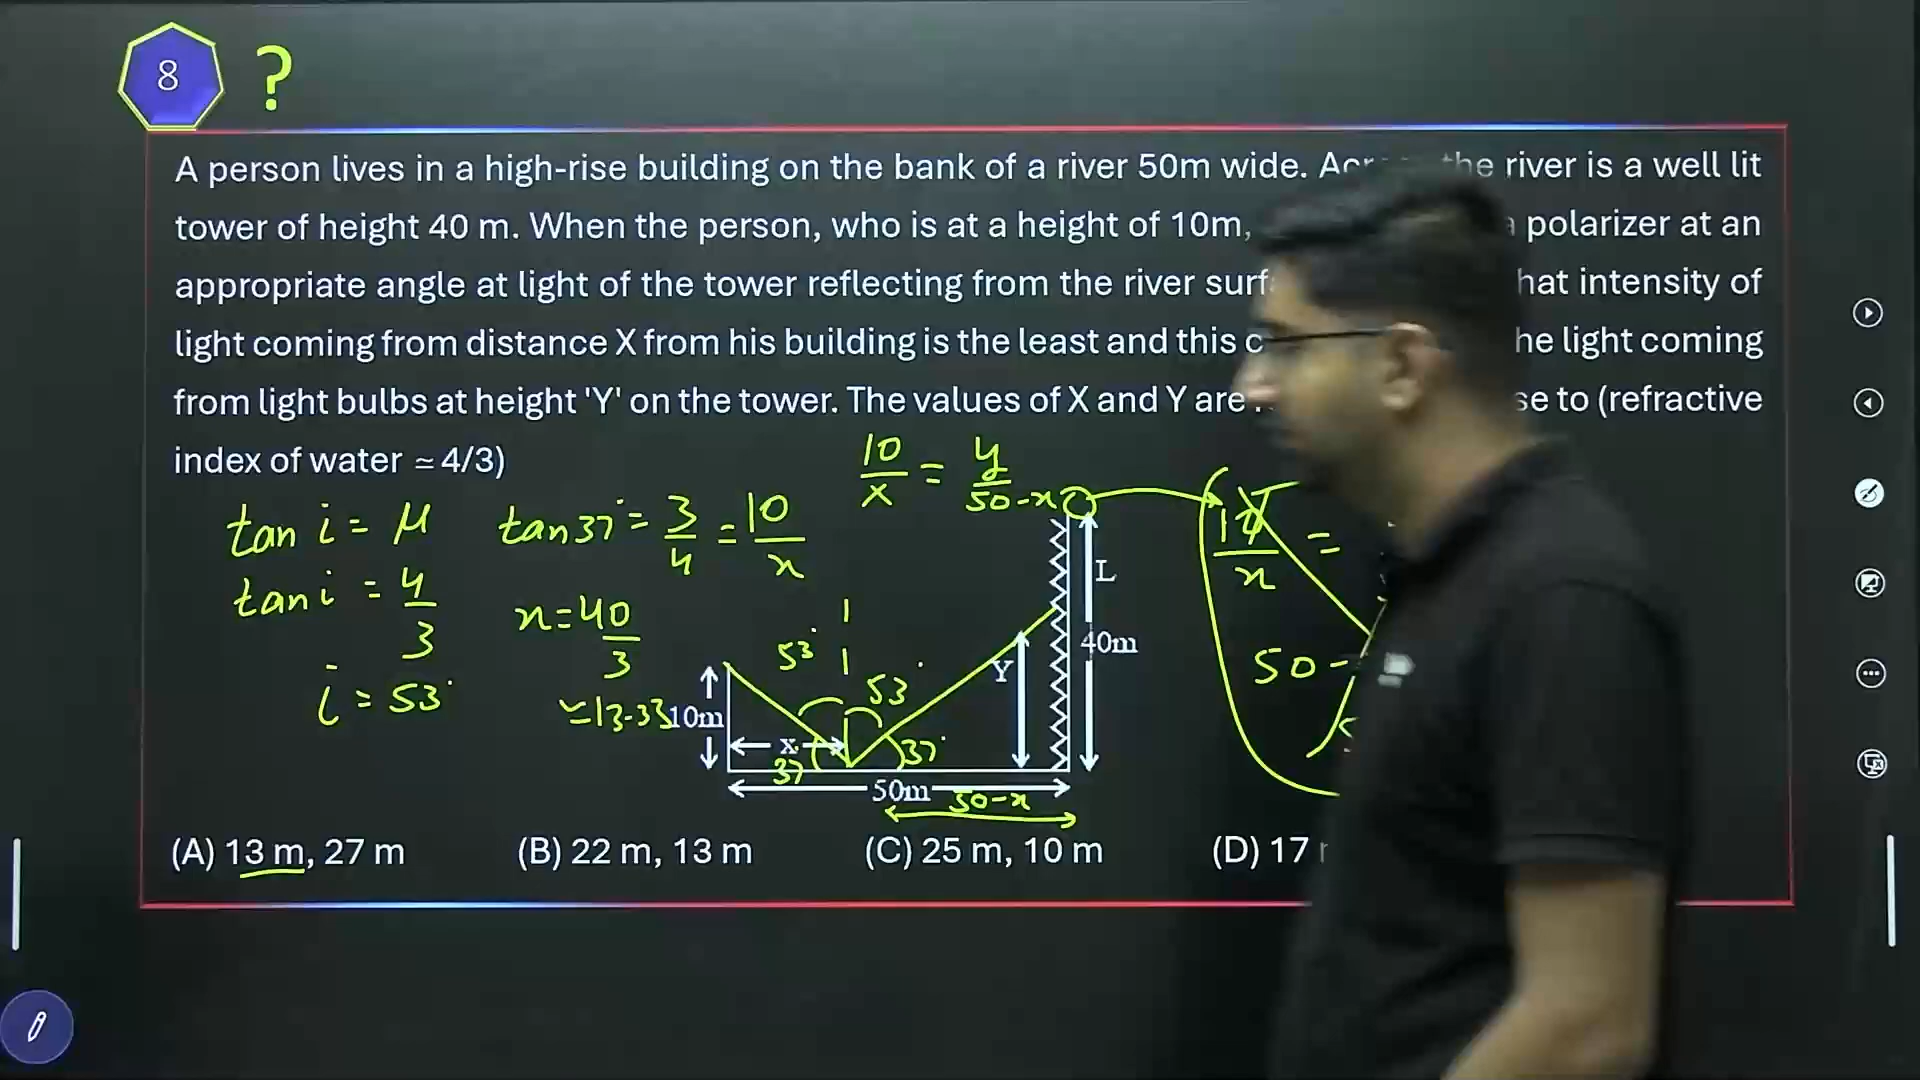 8 ?
A person lives in a high-rise building on the bank of a river 50m wide. the river is a well lit
tower of height 40 m. When the person, who is at a height of 10m, polarizer at an
appropriate angle at light of the tower reflecting from the river hat intensity of
light coming from distance X from his building is the least and this he light coming
from light bulbs at height 'Y' on the tower. The values of X and Y are se to (refractive
index of water ≃ 4/3)
tan i = μ
tan i = 4/3
i = 53°
tan37° = 3/4 = 10/x
x = 40/3
≃13.33
10/x = y/50-x
10/x =
50-
53°
53°
37
37°
10m
x
Y
L
40m
50m
50-x
(A) 13 m, 27 m
(B) 22 m, 13 m
(C) 25 m, 10 m
(D) 17